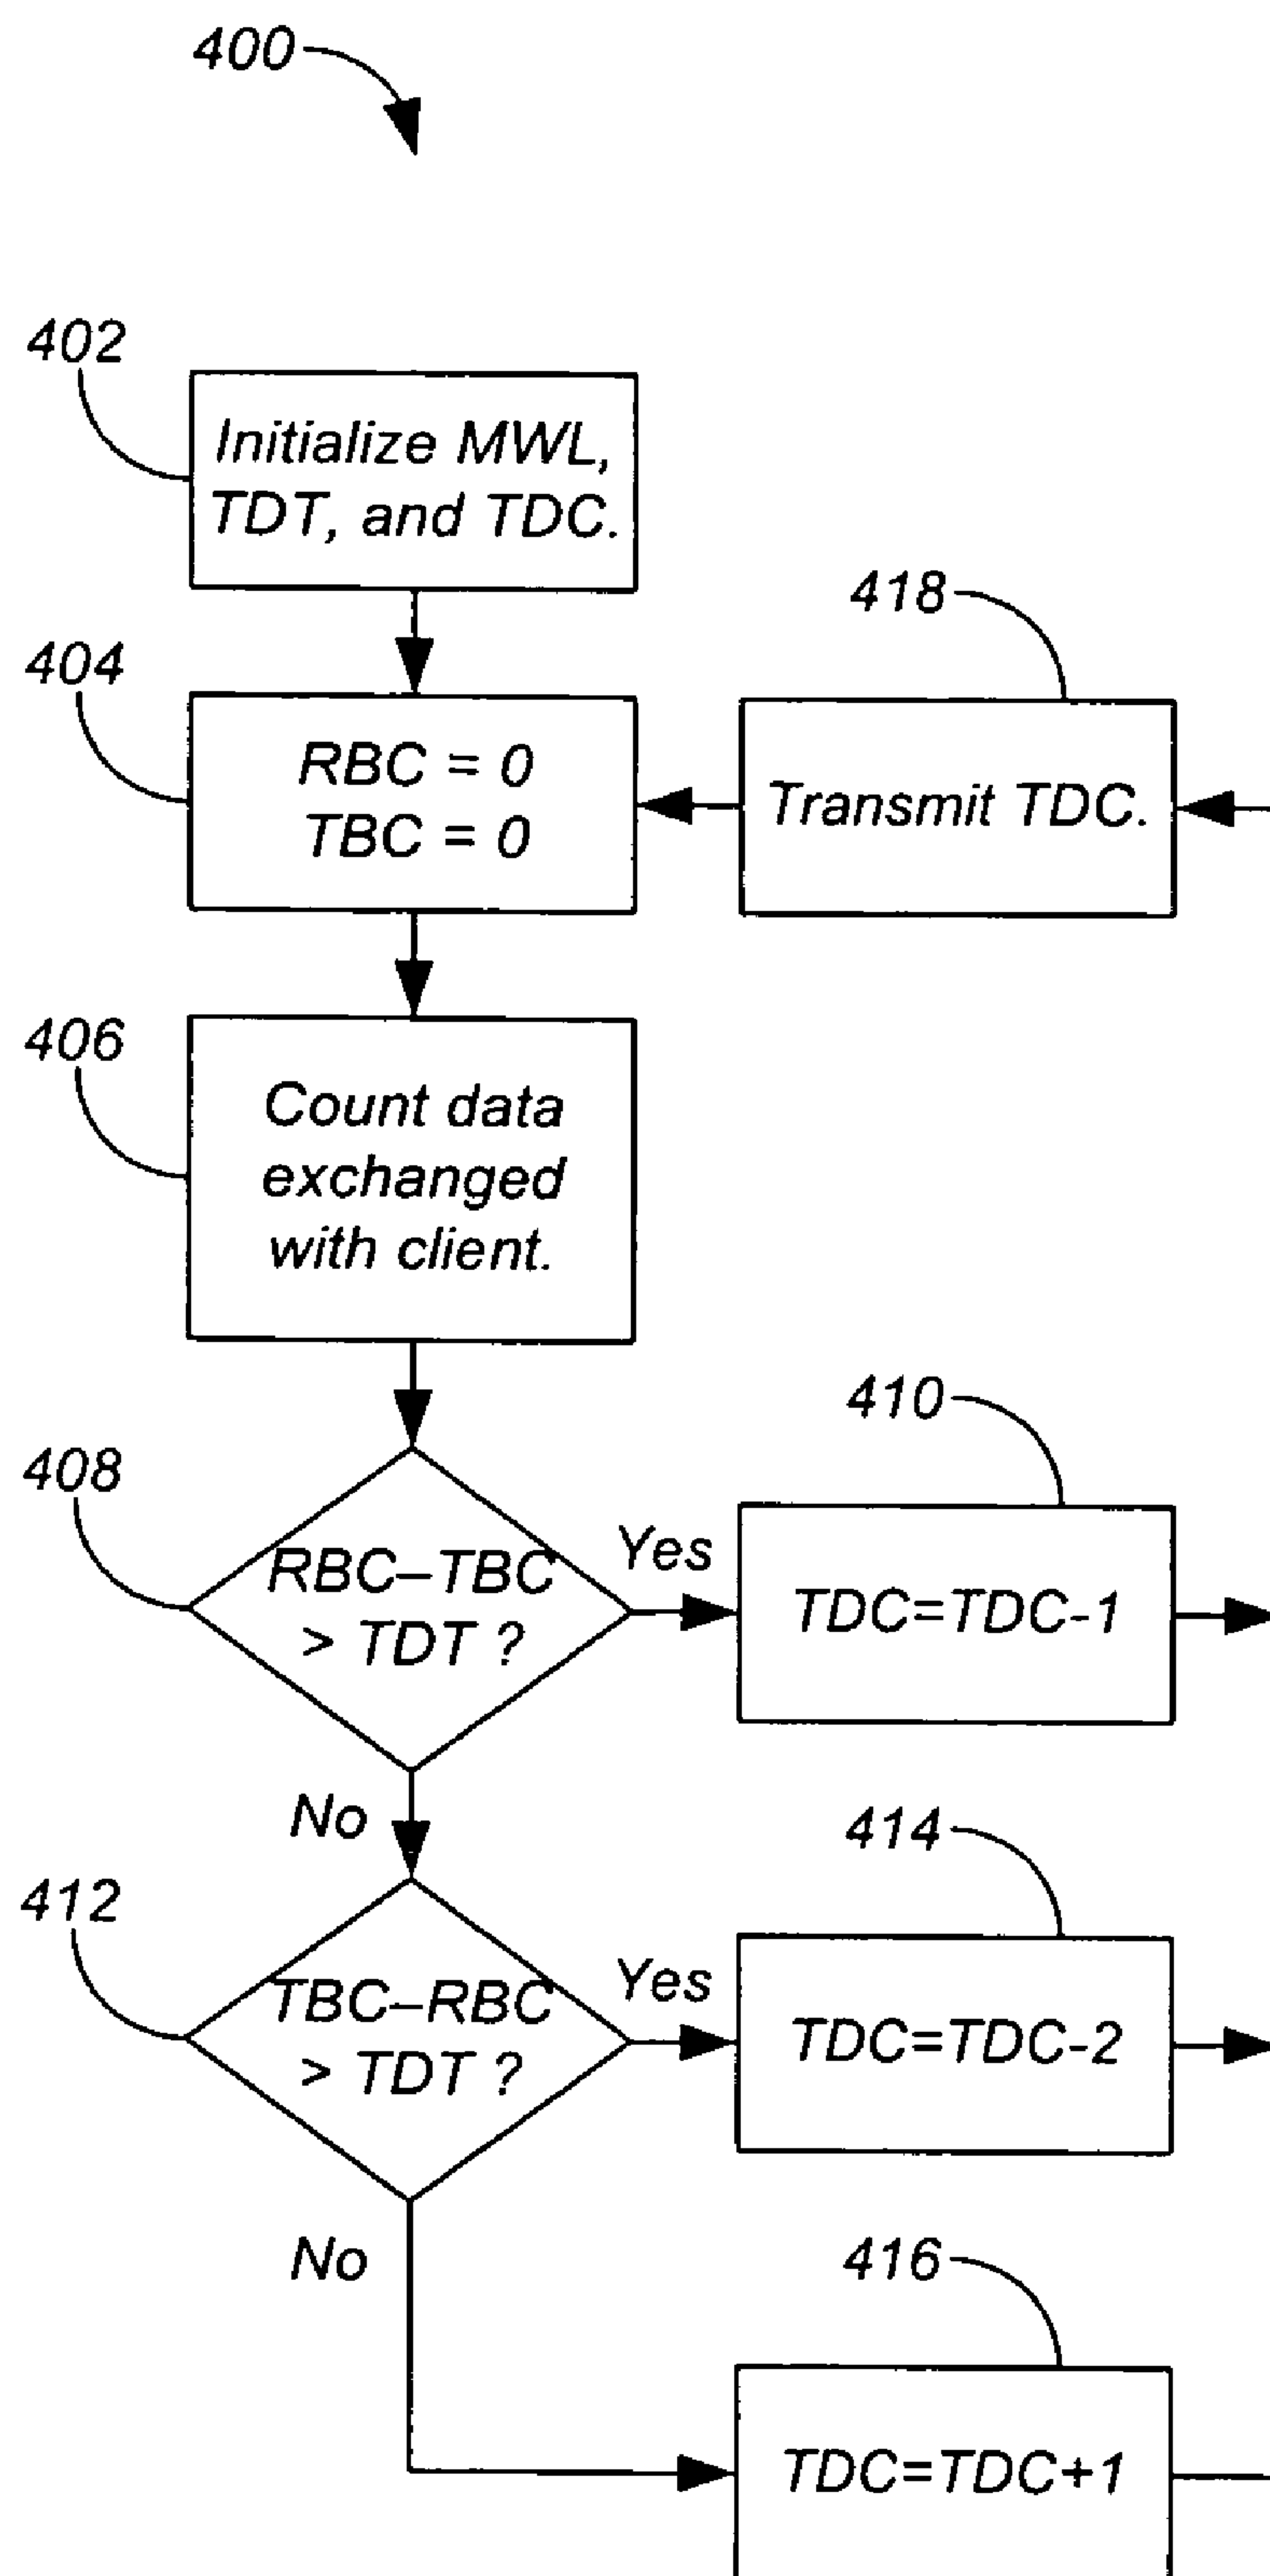 400
402
Initialize MWL,
TDT, and TDC.
418
404
RBC = 0
TBC = 0
Transmit TDC.
406
Count data
exchanged
with client.
410
408
RBC–TBC
> TDT ?
Yes
TDC=TDC-1
No
414
412
TBC–RBC
> TDT ?
Yes
TDC=TDC-2
No
416
TDC=TDC+1